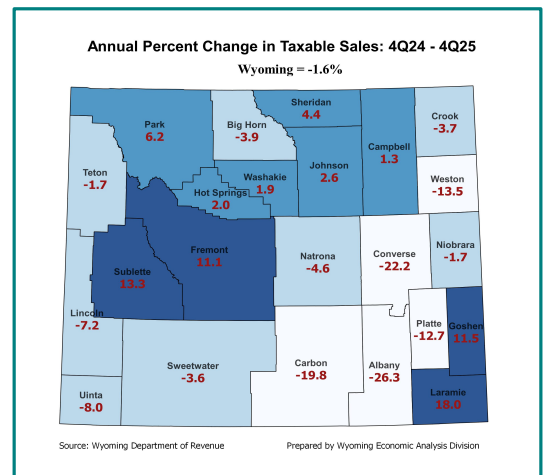 Annual Percent Change in Taxable Sales: 4Q24 - 4Q25
Wyoming = -1.6%
Park
6.2
Big Horn
-3.9
Sheridan
4.4
Campbell
1.3
Crook
-3.7
Teton
-1.7
Hot Springs
2.0
Washakie
1.9
Johnson
2.6
Weston
-13.5
Fremont
11.1
Sublette
13.3
Natrona
-4.6
Converse
-22.2
Niobrara
-1.7
Lincoln
-7.2
Platte
-12.7
Goshen
11.5
Sweetwater
-3.6
Carbon
-19.8
Albany
-26.3
Uinta
-8.0
Laramie
18.0
Source: Wyoming Department of Revenue
Prepared by Wyoming Economic Analysis Division